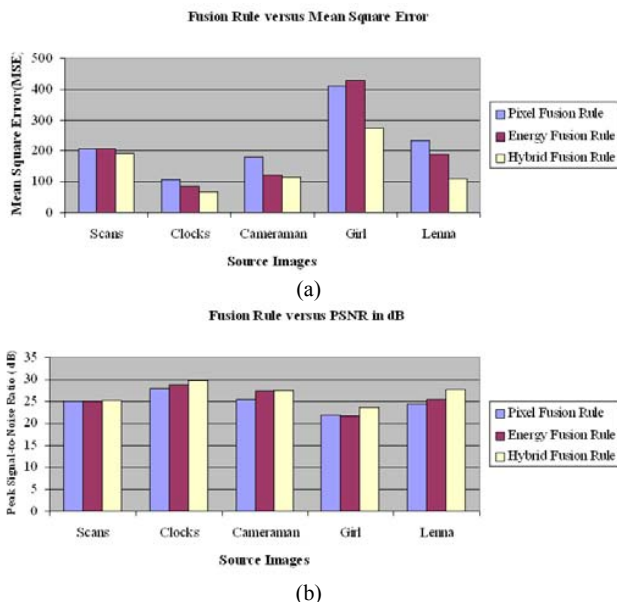 Fusion Rule versus Mean Square Error
Mean Square Error(MSE)
500
400
300
200
100
0
Scans Clocks Cameraman Girl Lenna
Source Images
Pixel Fusion Rule
Energy Fusion Rule
Hybrid Fusion Rule
(a)
Fusion Rule versus PSNR in dB
Peak Signal-to-Noise Ratio (dB)
35
30
25
20
15
10
5
0
Scans Clocks Cameraman Girl Lenna
Source Images
Pixel Fusion Rule
Energy Fusion Rule
Hybrid Fusion Rule
(b)